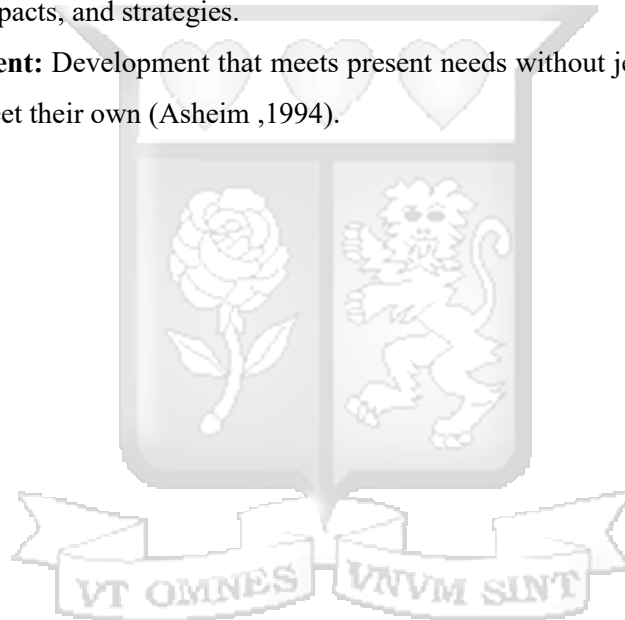 pacts, and strategies.
ent: Development that meets present needs without je
et their own (Asheim ,1994).
VT OMNES VNVM SINT